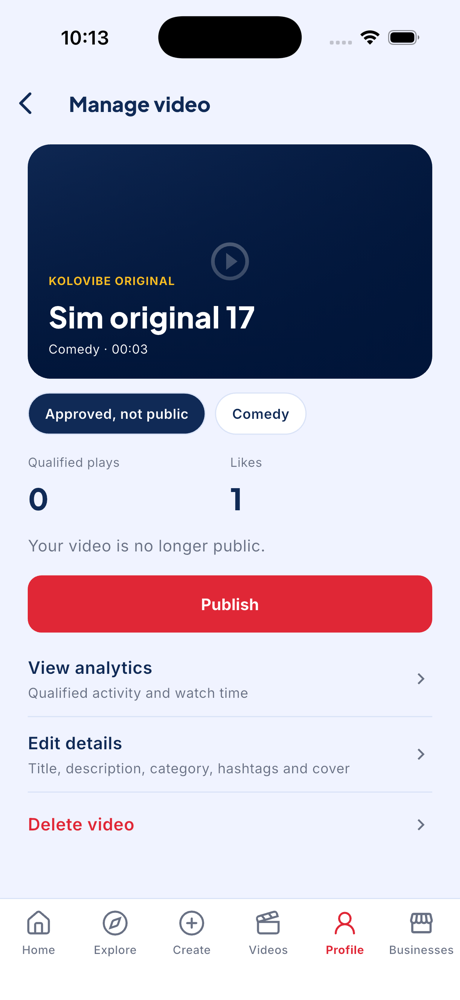 10:13
Manage video
KOLOVIBE ORIGINAL
Sim original 17
Comedy · 00:03
Approved, not public
Comedy
Qualified plays
Likes
0
1
Your video is no longer public.
Publish
View analytics
Qualified activity and watch time
Edit details
Title, description, category, hashtags and cover
Delete video
Home
Explore
Create
Videos
Profile
Businesses